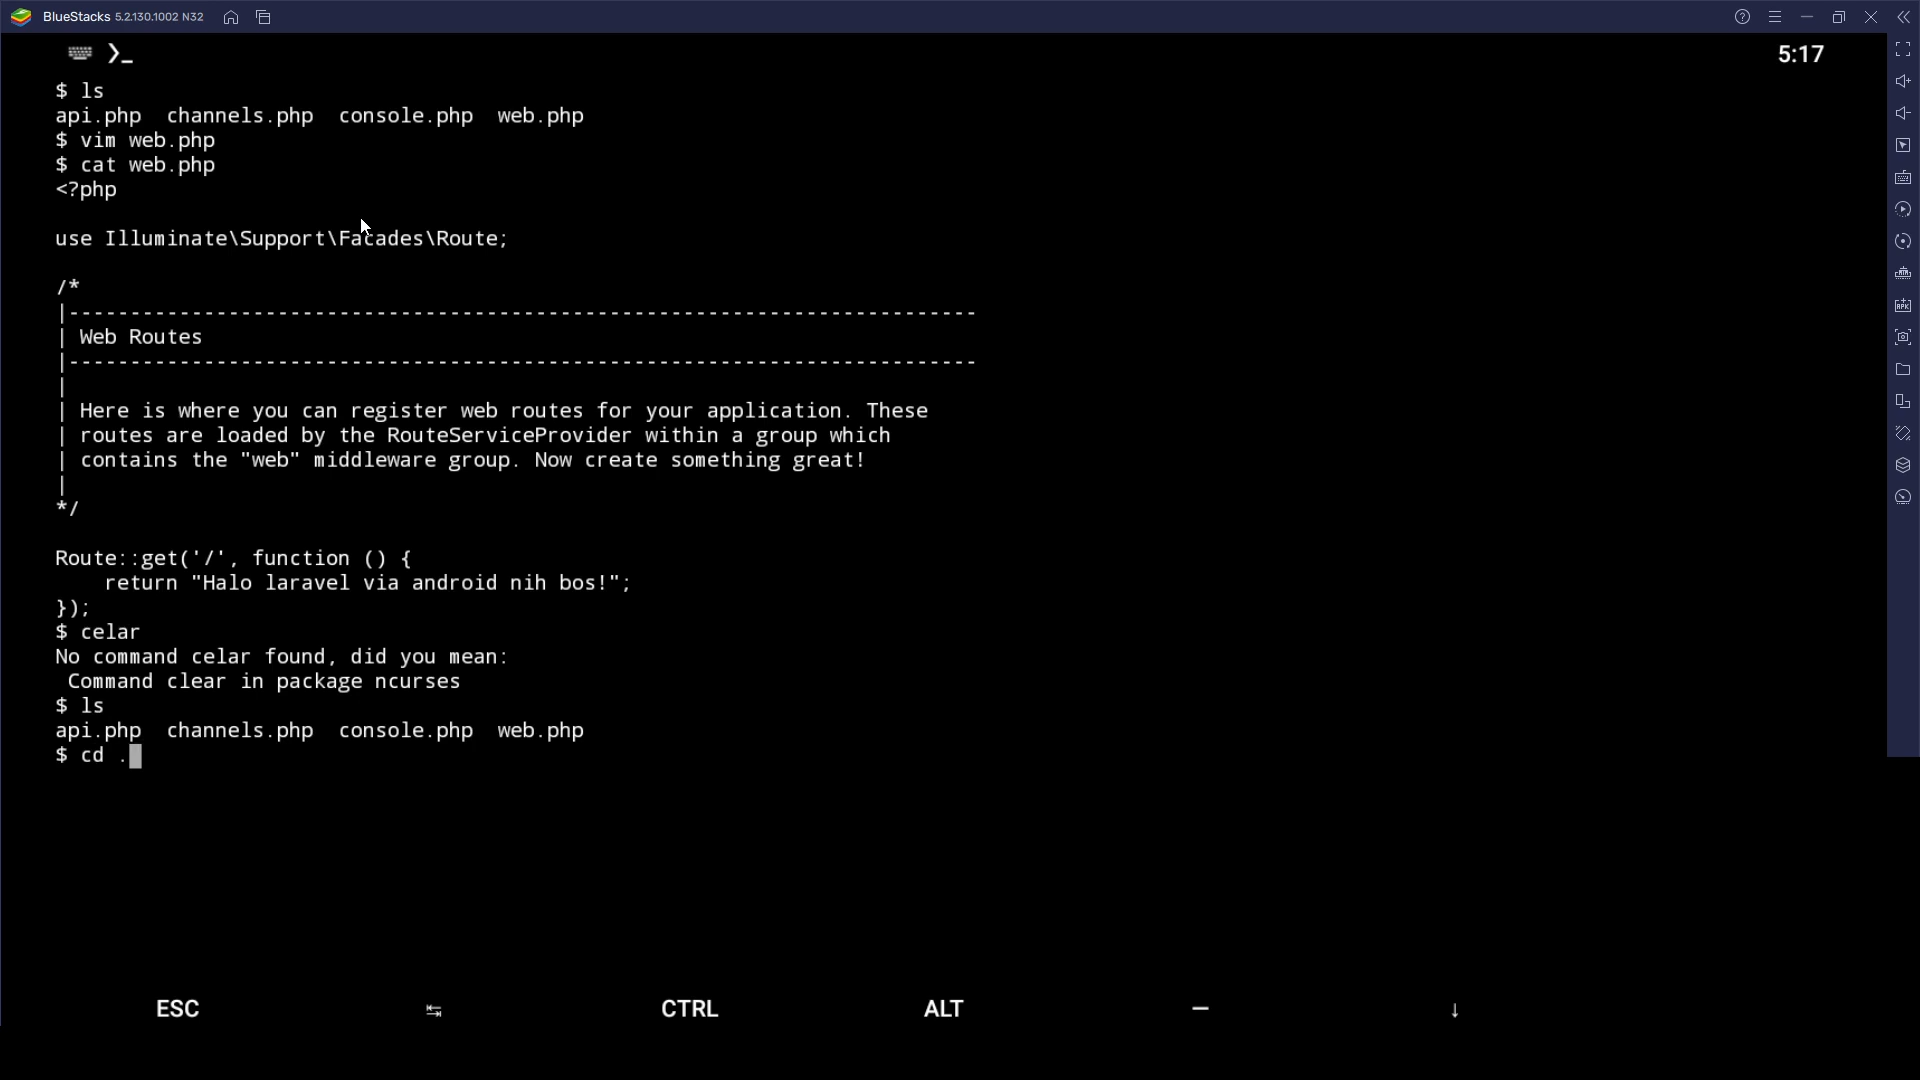 BlueStacks 5.2.130.1002 N32
5:17
$ ls
api.php  channels.php  console.php  web.php
$ vim web.php
$ cat web.php
<?php
use Illuminate\Support\Facades\Route;
/*
|--------------------------------------------------------------------------
| Web Routes
|--------------------------------------------------------------------------
|
| Here is where you can register web routes for your application. These
| routes are loaded by the RouteServiceProvider within a group which
| contains the "web" middleware group. Now create something great!
|
*/
Route::get('/', function () {
    return "Halo laravel via android nih bos!";
});
$ celar
No command celar found, did you mean:
 Command clear in package ncurses
$ ls
api.php  channels.php  console.php  web.php
$ cd .
ESC ↹ CTRL ALT — ↓